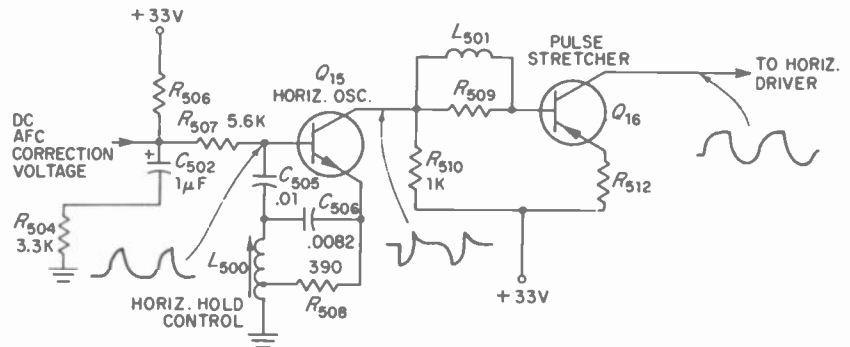 +33V
R506
DC
AFC
CORRECTION
VOLTAGE
R507 5.6K
+
C502
1μF
R504
3.3K
Q15
HORIZ. OSC.
C505
.01
C506
.0082
L500
390
R508
HORIZ. HOLD
CONTROL
L501
R509
R510
1K
PULSE
STRETCHER
Q16
R512
+33V
TO HORIZ.
DRIVER